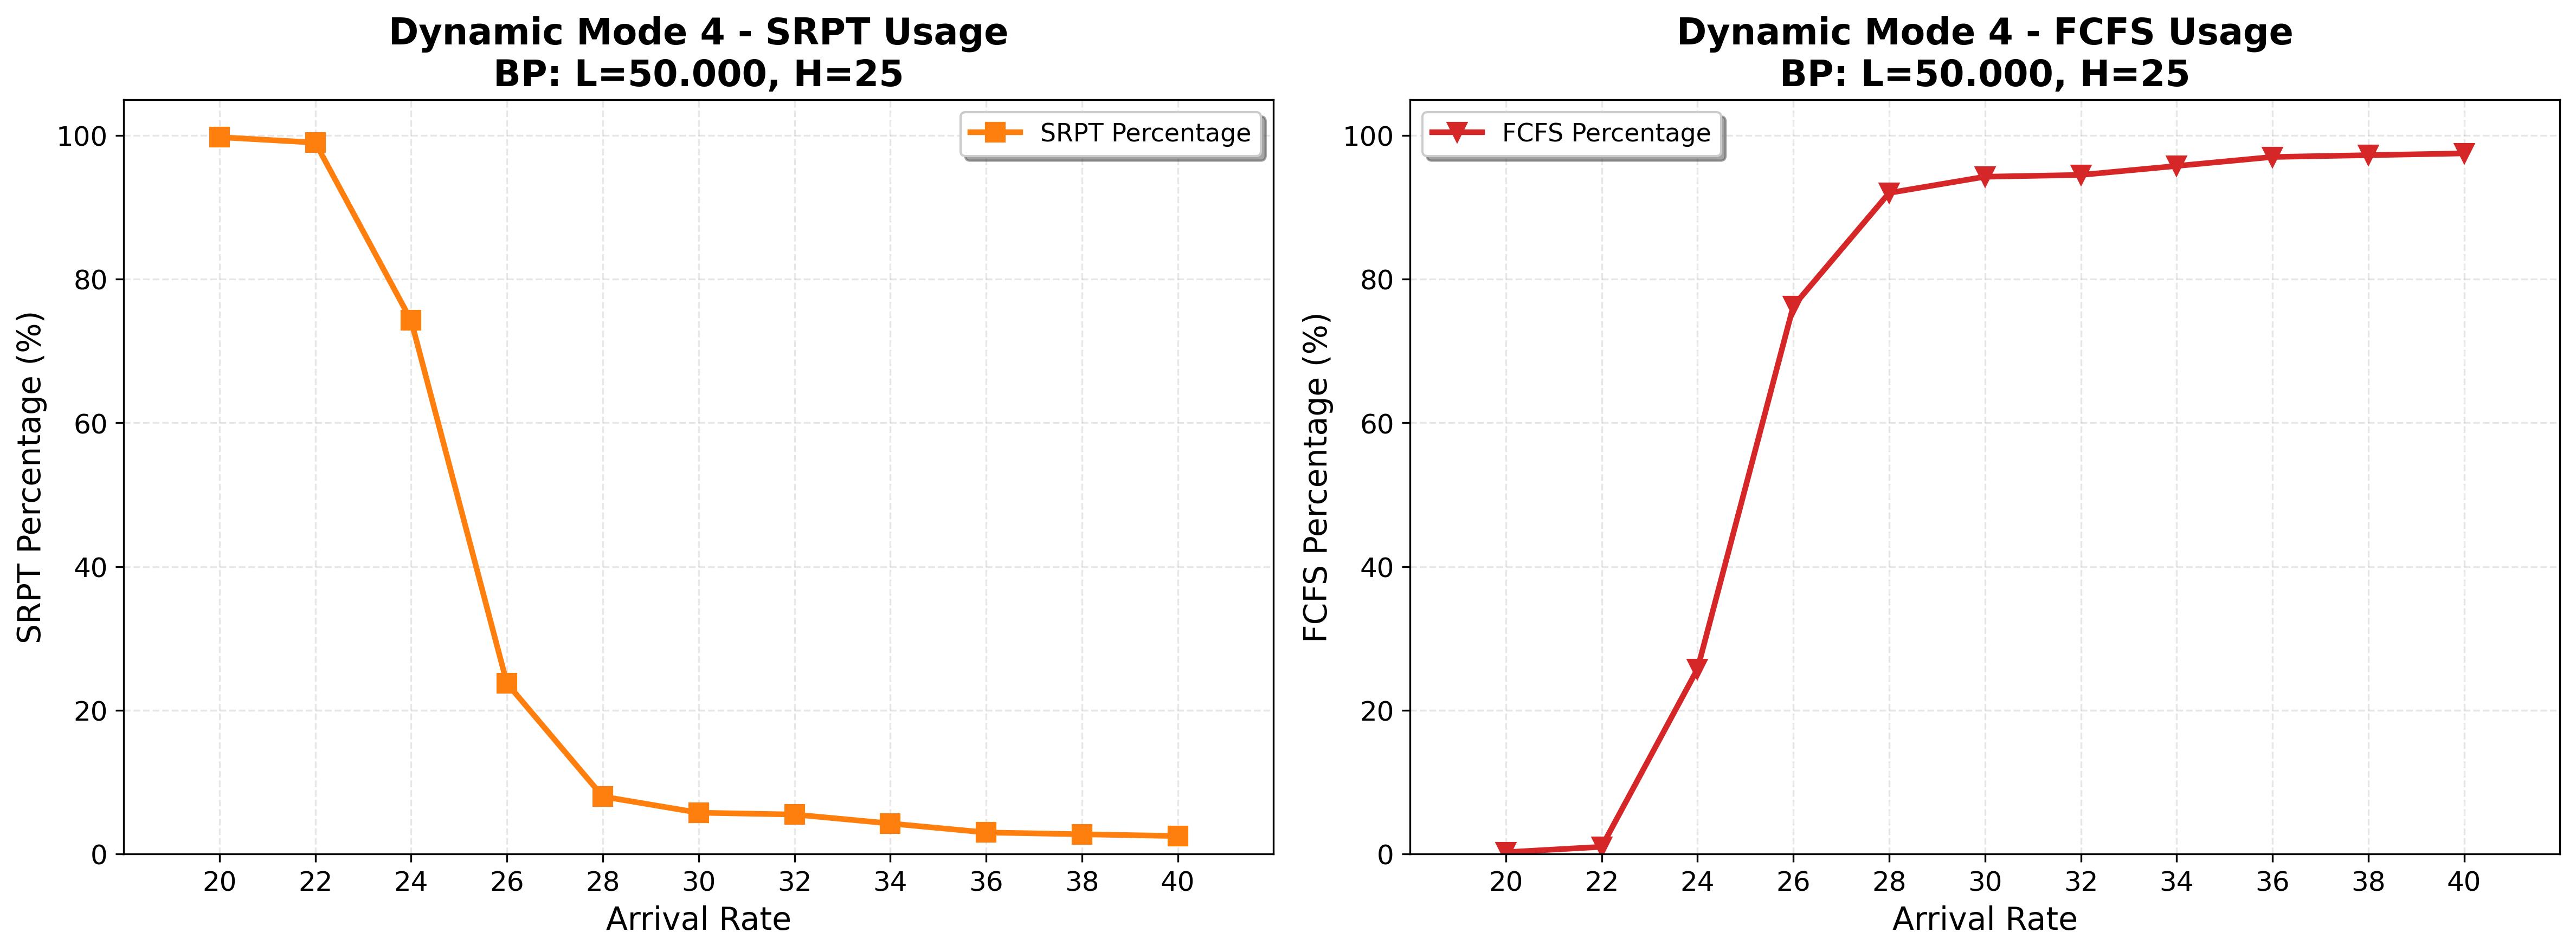 Dynamic Mode 4 - SRPT Usage
BP: L=50.000, H=25
SRPT Percentage
SRPT Percentage (%)
100
80
60
40
20
0
20 22 24 26 28 30 32 34 36 38 40
Arrival Rate
Dynamic Mode 4 - FCFS Usage
BP: L=50.000, H=25
FCFS Percentage
FCFS Percentage (%)
100
80
60
40
20
0
20 22 24 26 28 30 32 34 36 38 40
Arrival Rate